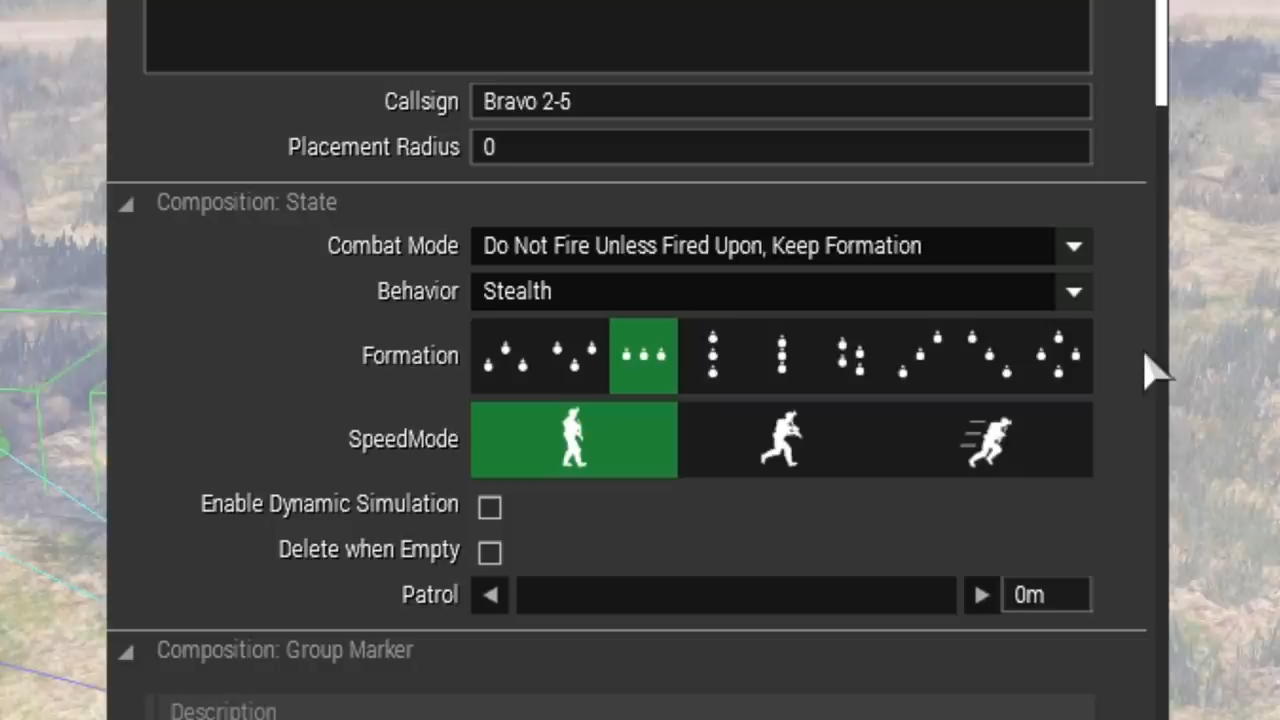 Callsign Bravo 2-5
Placement Radius 0
Composition: State
Combat Mode Do Not Fire Unless Fired Upon, Keep Formation
Behavior Stealth
Formation
SpeedMode
Enable Dynamic Simulation
Delete when Empty
Patrol 0m
Composition: Group Marker
Description